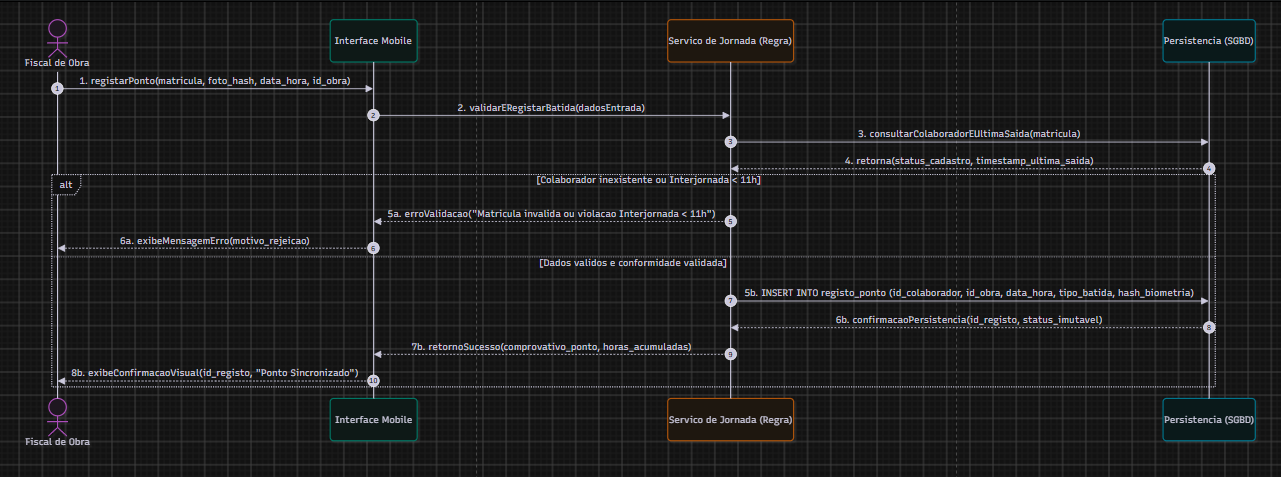 Interface Mobile
Servico de Jornada (Regra)
Persistencia (SGBD)
Fiscal de Obra
1. registarPonto(matricula, foto_hash, data_hora, id_obra)
1
2. validarERegistarBatida(dadosEntrada)
2
3. consultarColaboradorEUltimaSaida(matricula)
3
4. retorna(status_cadastro, timestamp_ultima_saida)
4
alt
[Colaborador inexistente ou Interjornada < 11h]
5a. erroValidacao("Matricula invalida ou violacao Interjornada < 11h")
5
6a. exibeMensagemErro(motivo_rejeicao)
6
[Dados validos e conformidade validada]
5b. INSERT INTO registo_ponto (id_colaborador, id_obra, data_hora, tipo_batida, hash_biometria)
7
6b. confirmacaoPersistencia(id_registo, status_imutavel)
8
7b. retornoSucesso(comprovativo_ponto, horas_acumuladas)
9
8b. exibeConfirmacaoVisual(id_registo, "Ponto Sincronizado")
10
Interface Mobile
Servico de Jornada (Regra)
Persistencia (SGBD)
Fiscal de Obra